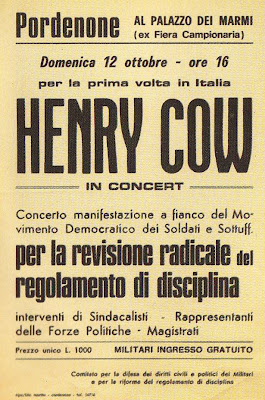 Pordenone AL PALAZZO DEI MARMI
(ex Fiera Campionaria)
Domenica 12 ottobre - ore 16
per la prima volta in Italia
HENRY COW
IN CONCERT
Concerto manifestazione a fianco del Mo-
vimento Democratico dei Soldati e Sottuff.
per la revisione radicale del
regolamento di disciplina
interventi di Sindacalisti - Rappresentanti
delle Forze Politiche - Magistrati
Prezzo unico L. 1000 MILITARI INGRESSO GRATUITO
Comitato per la difesa dei diritti civili e politici dei Militari
e per la riforma del regolamento di disciplina